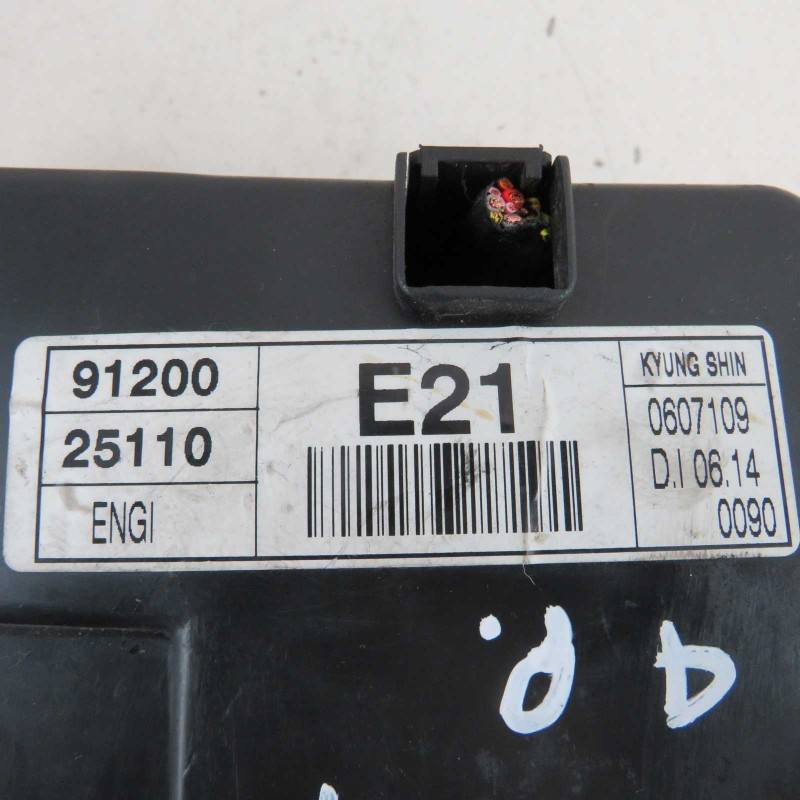 91200
25110
ENGI
E21
KYUNG SHIN
0607109
D.I 06.14
0090